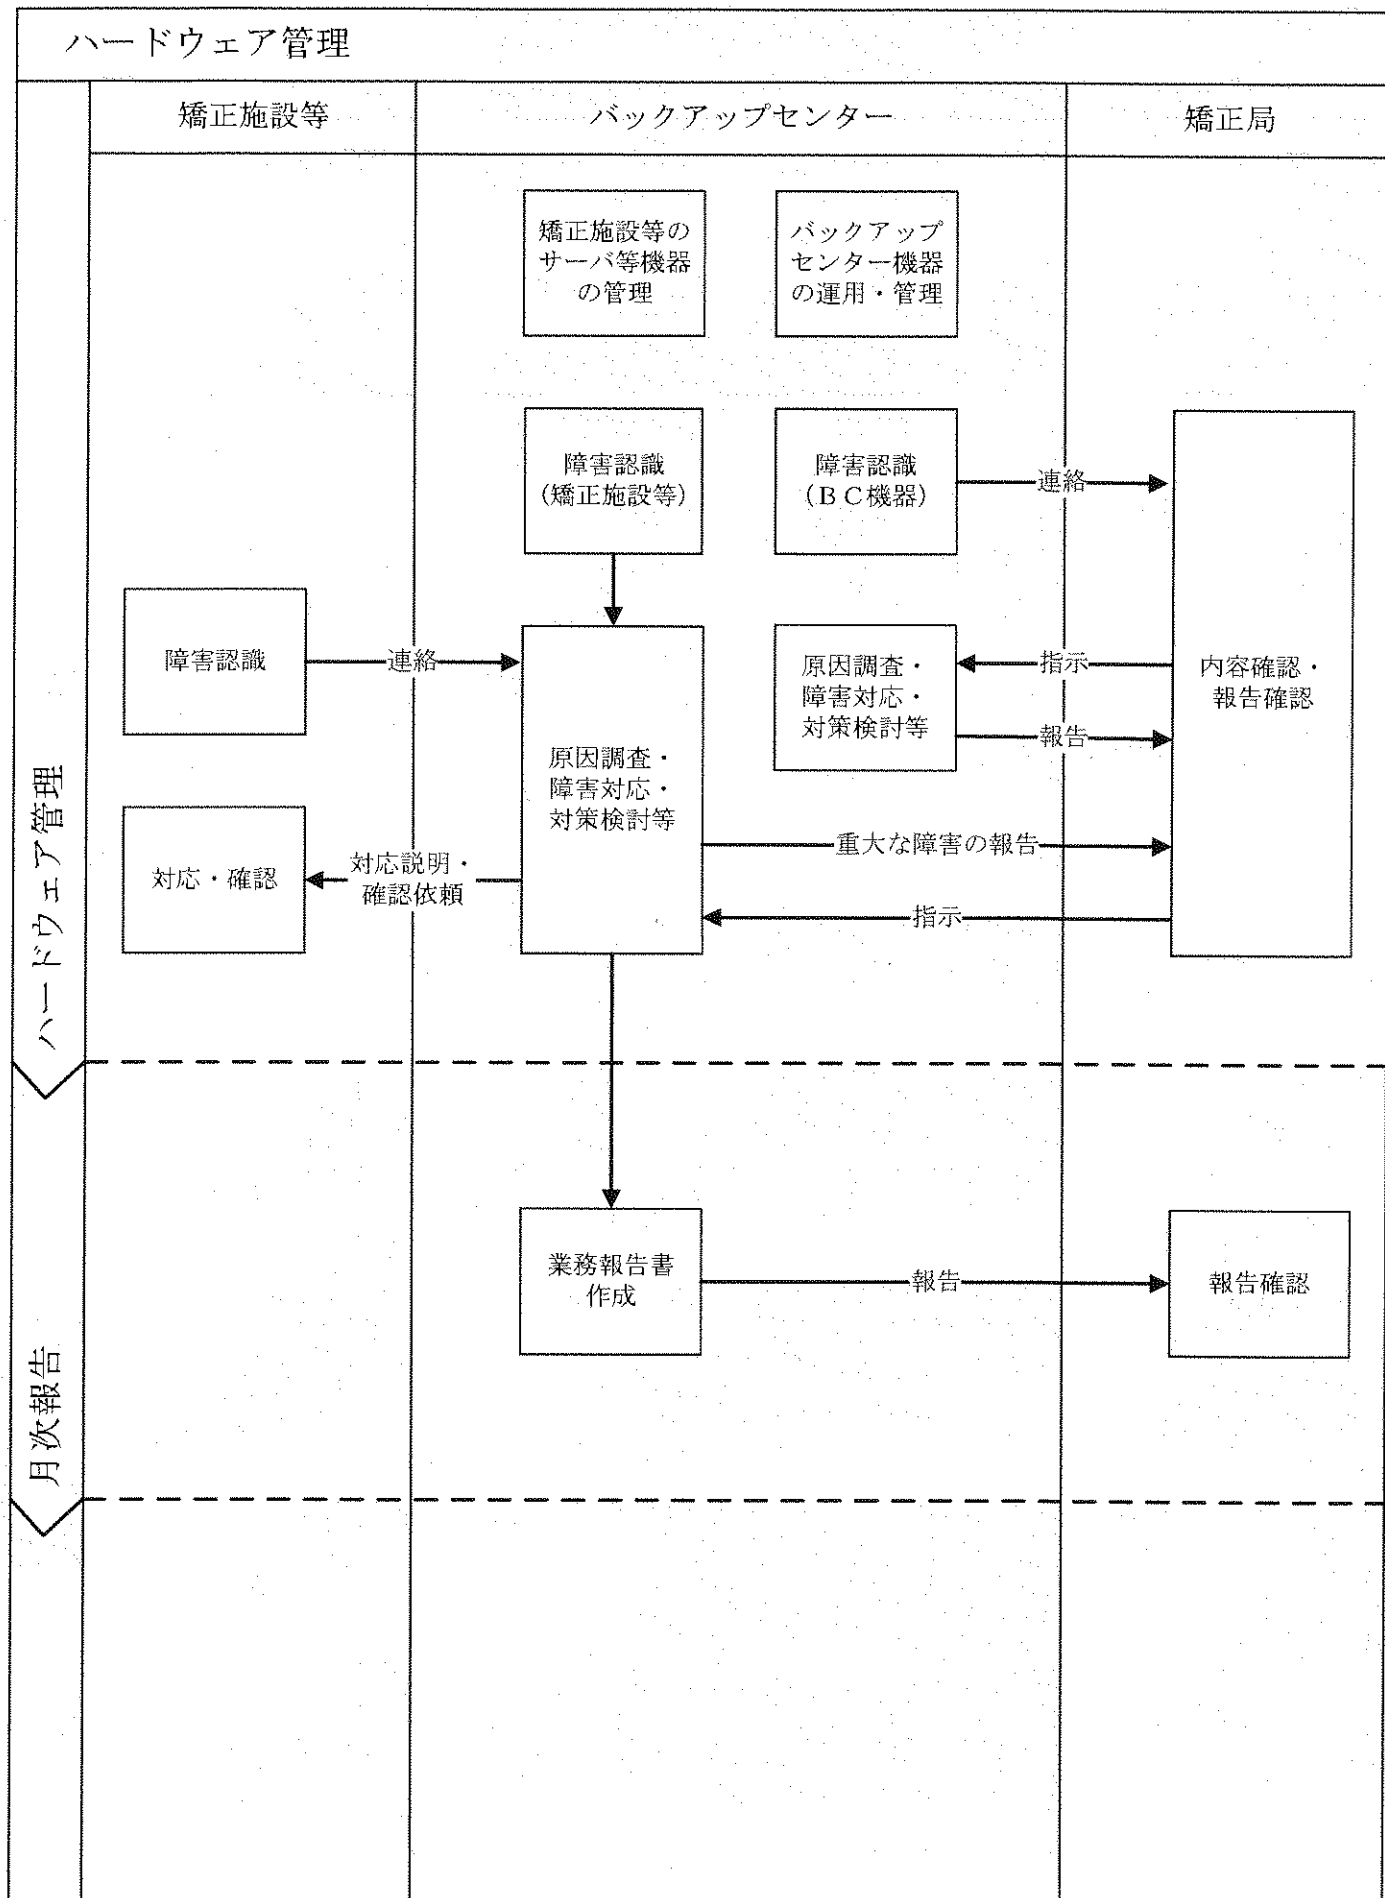 ハードウェア管理
矯正施設等
バックアップセンター
矯正局
矯正施設等の
サーバ等機器
の管理
バックアップ
センター機器
の運用・管理
障害認識
（矯正施設等）
障害認識
（ＢＣ機器）
連絡
障害認識
連絡
原因調査・
障害対応・
対策検討等
指示
報告
内容確認・
報告確認
原因調査・
障害対応・
対策検討等
重大な障害の報告
対応・確認
対応説明・
確認依頼
指示
ハードウェア管理
業務報告書
作成
報告
報告確認
月次報告